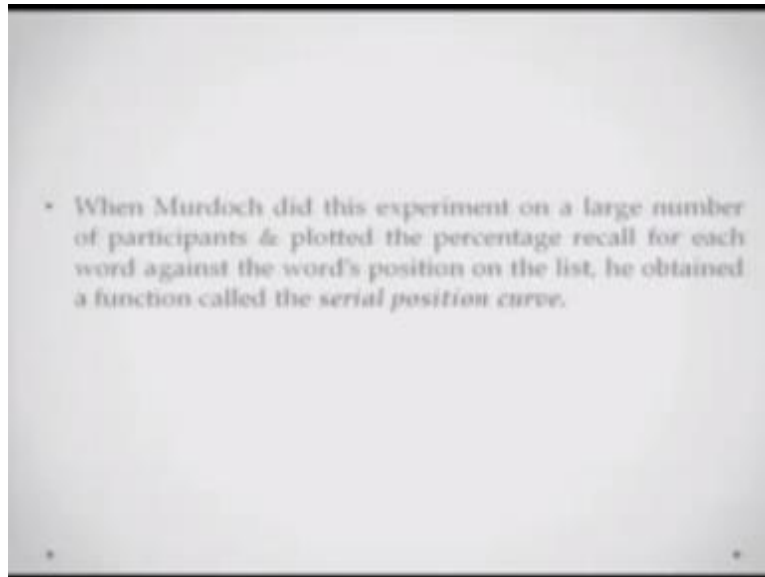 • When Murdoch did this experiment on a large number
of participants & plotted the percentage recall for each
word against the word's position on the list, he obtained
a function called the serial position curve.